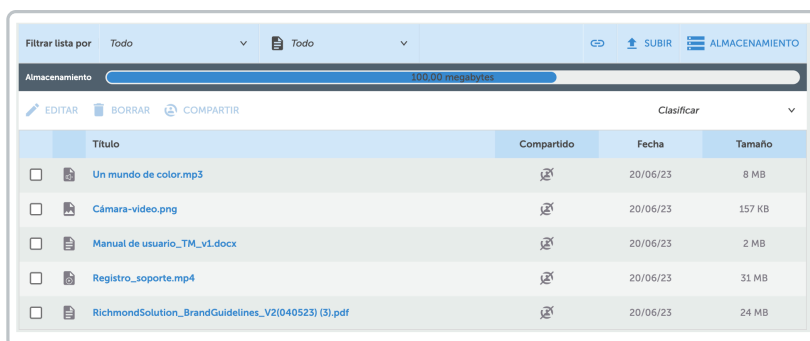 Filtrar lista por Todo Todo SUBIR ALMACENAMIENTO
Almacenamiento 100,00 megabytes
EDITAR BORRAR COMPARTIR Clasificar
Título Compartido Fecha Tamaño
Un mundo de color.mp3 20/06/23 8 MB
Cámara-video.png 20/06/23 157 KB
Manual de usuario_TM_v1.docx 20/06/23 2 MB
Registro_soporte.mp4 20/06/23 31 MB
RichmondSolution_BrandGuidelines_V2(040523) (3).pdf 20/06/23 24 MB